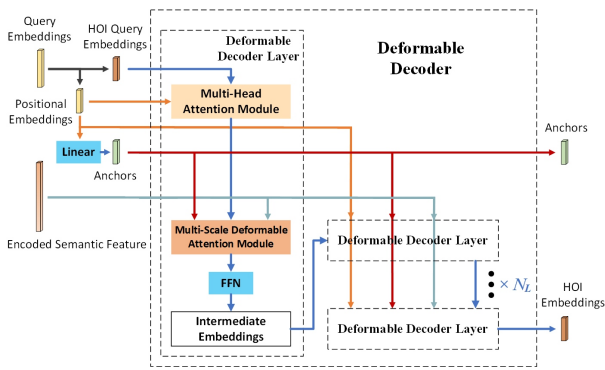 Query
Embeddings
HOI Query
Embeddings
Deformable
Decoder Layer
Deformable
Decoder
Multi-Head
Attention Module
Positional
Embeddings
Linear
Anchors
Anchors
Encoded Semantic Feature
Multi-Scale Deformable
Attention Module
FFN
Intermediate
Embeddings
Deformable Decoder Layer
× N_L
Deformable Decoder Layer
HOI
Embeddings